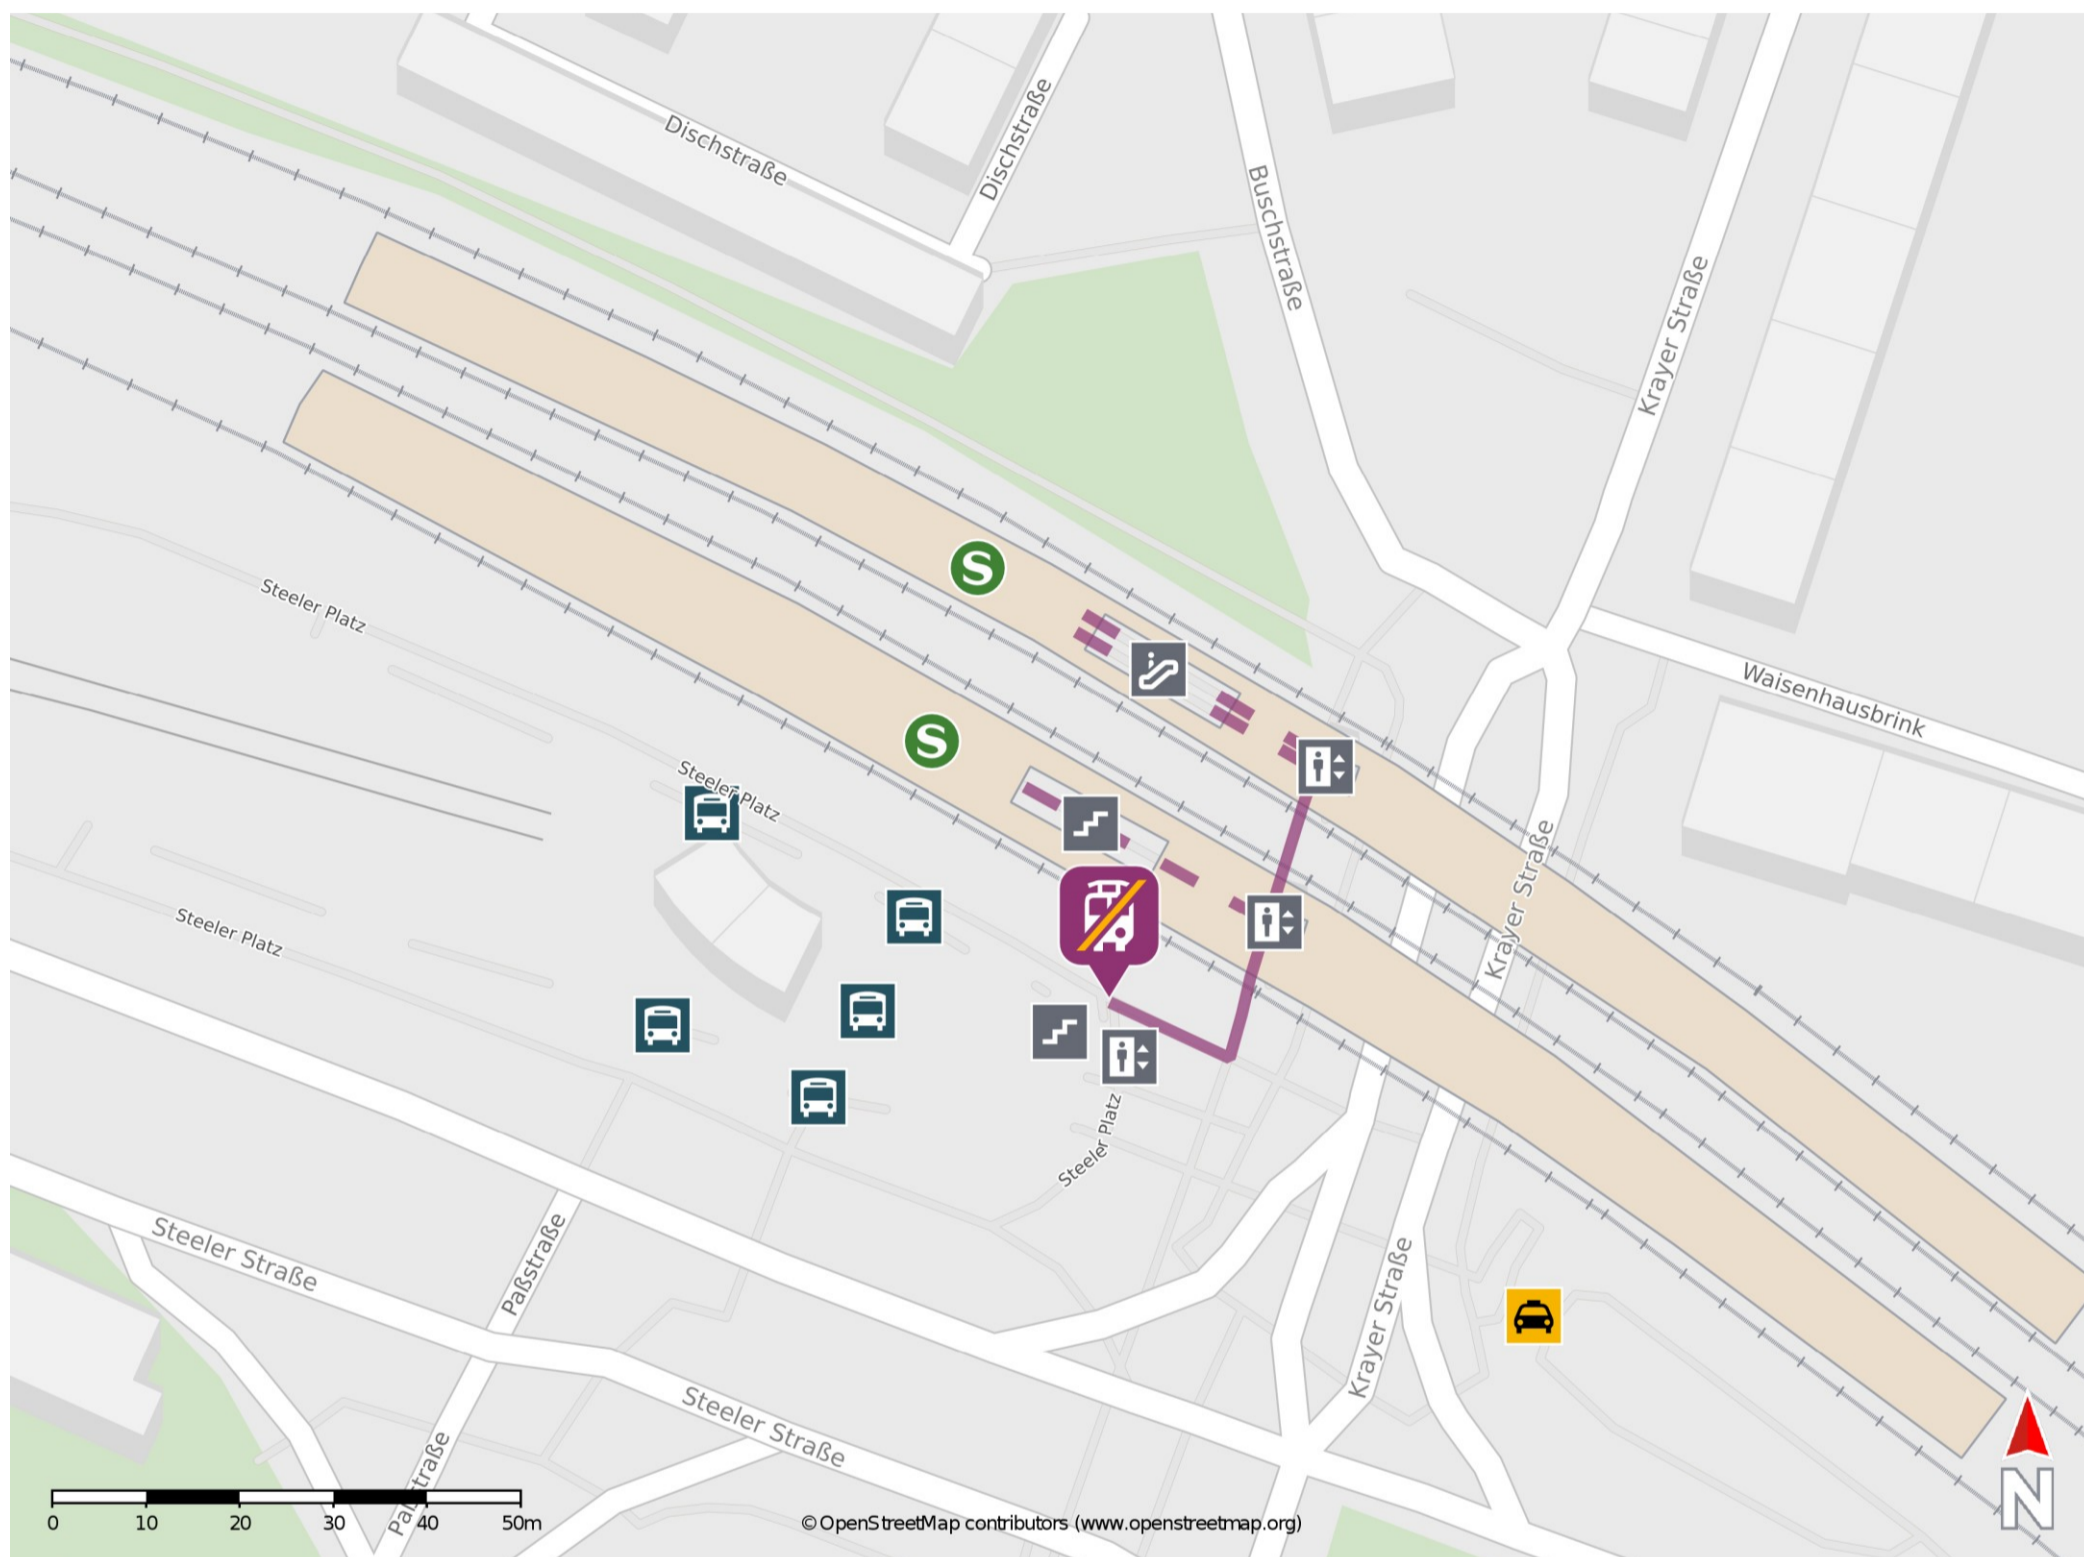 Dischstraße
Dischstraße
Buschstraße
Krayer Straße
S
Steeler Platz
Waisenhausbrink
S
Steeler Platz
Krayer Straße
Steeler Platz
Steeler Platz
Steeler Straße
Paßstraße
Krayer Straße
Steeler Straße
Paßstraße
N
0 10 20 30 40 50m
© OpenStreetMap contributors (www.openstreetmap.org)